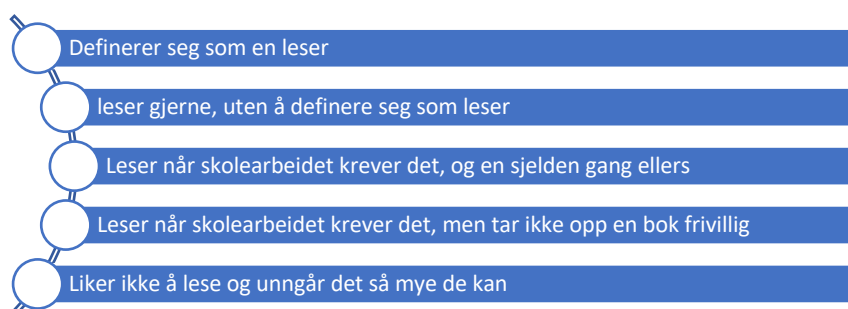 Definerer seg som en leser
leser gjerne, uten å definere seg som leser
Leser når skolearbeidet krever det, og en sjelden gang ellers
Leser når skolearbeidet krever det, men tar ikke opp en bok frivillig
Liker ikke å lese og unngår det så mye de kan